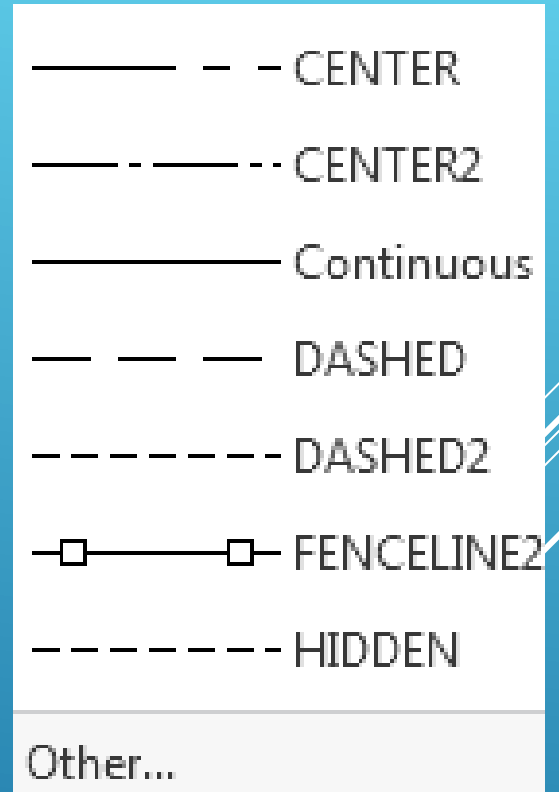 CENTER
CENTER2
Continuous
DASHED
DASHED2
FENCELINE2
HIDDEN
Other...